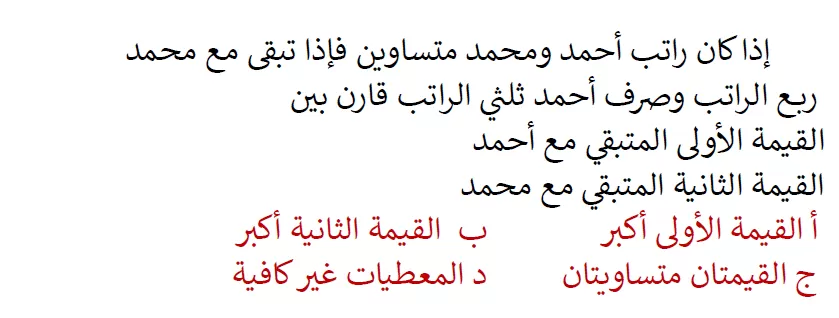 إذا كان راتب أحمد ومحمد متساوين فإذا تبقى مع محمد
ربع الراتب وصرف أحمد ثلثي الراتب قارن بين
القيمة الأولى المتبقي مع أحمد
القيمة الثانية المتبقي مع محمد
أ القيمة الأولى أكبر ب القيمة الثانية أكبر
ج القيمتان متساويتان د المعطيات غير كافية